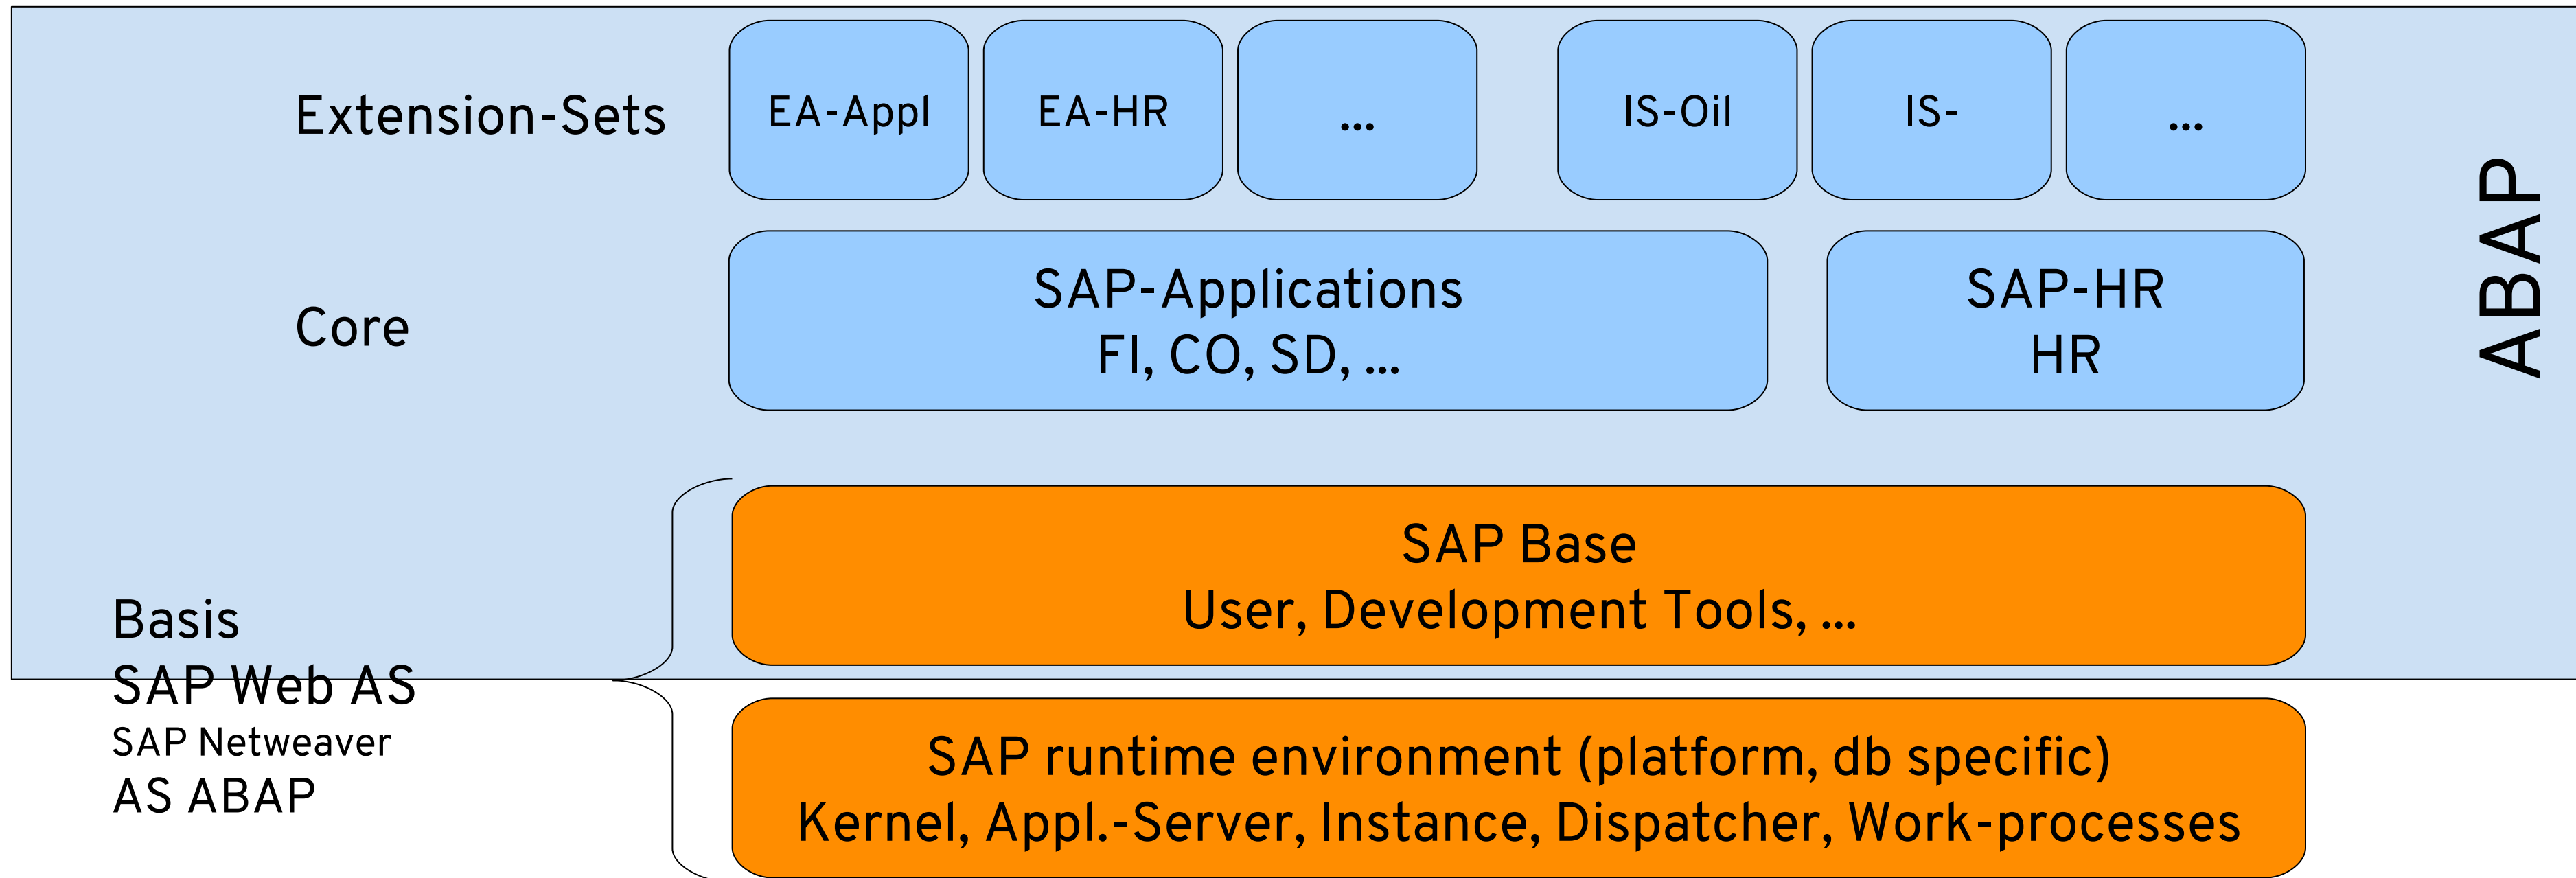 Extension-Sets
EA-Appl
EA-HR
...
IS-Oil
IS-
...
ABAP
Core
SAP-Applications
FI, CO, SD, ...
SAP-HR
HR
Basis
SAP Web AS
SAP Netweaver
AS ABAP
SAP Base
User, Development Tools, ...
SAP runtime environment (platform, db specific)
Kernel, Appl.-Server, Instance, Dispatcher, Work-processes